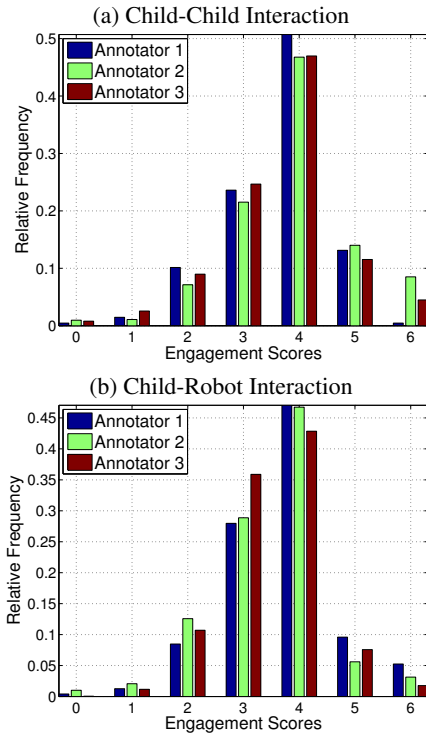 (a) Child-Child Interaction
0.5
0.4
0.3
0.2
0.1
0
Relative Frequency
Annotator 1
Annotator 2
Annotator 3
0 1 2 3 4 5 6
Engagement Scores
(b) Child-Robot Interaction
0.45
0.4
0.35
0.3
0.25
0.2
0.15
0.1
0.05
0
Relative Frequency
Annotator 1
Annotator 2
Annotator 3
0 1 2 3 4 5 6
Engagement Scores